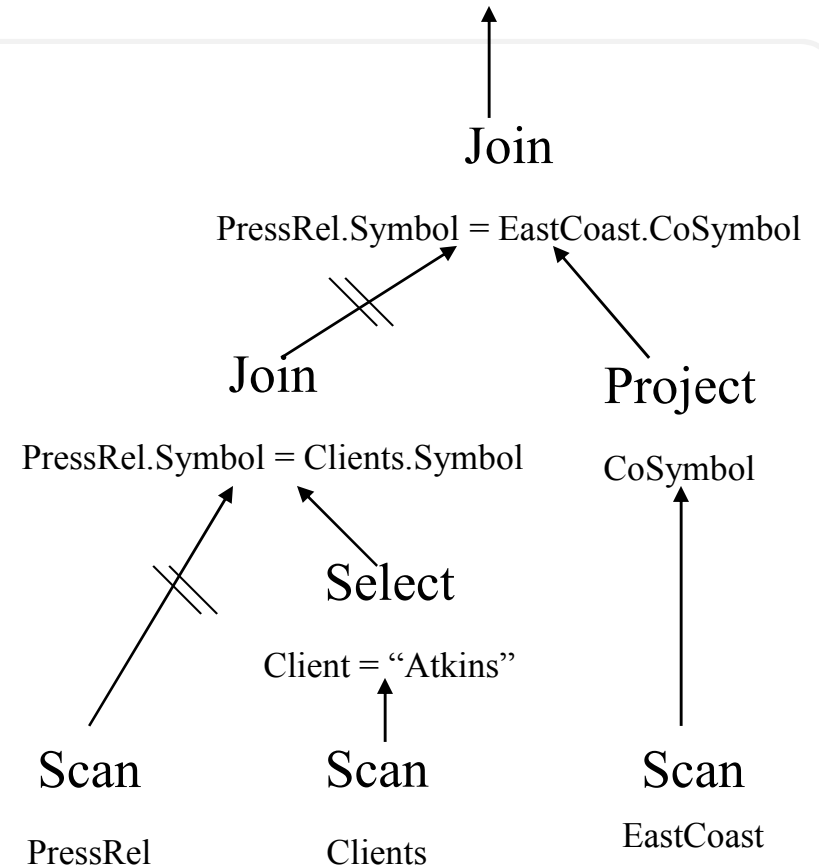 Join
PressRel.Symbol = EastCoast.CoSymbol
Join
PressRel.Symbol = Clients.Symbol
Project
CoSymbol
Select
Client = “Atkins”
Scan
PressRel
Scan
Clients
Scan
EastCoast